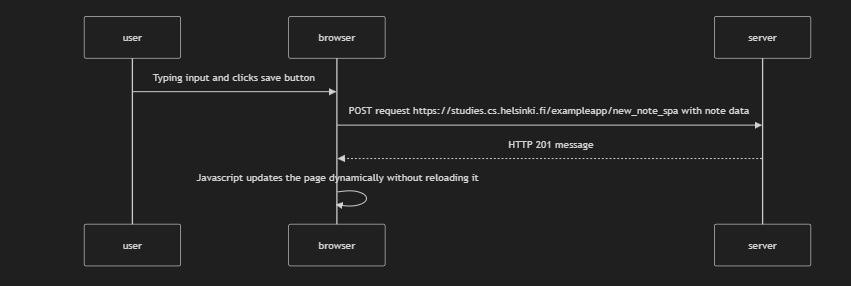 user browser server
Typing input and clicks save button
POST request https://studies.cs.helsinki.fi/exampleapp/new_note_spa with note data
HTTP 201 message
Javascript updates the page dynamically without reloading it
user browser server